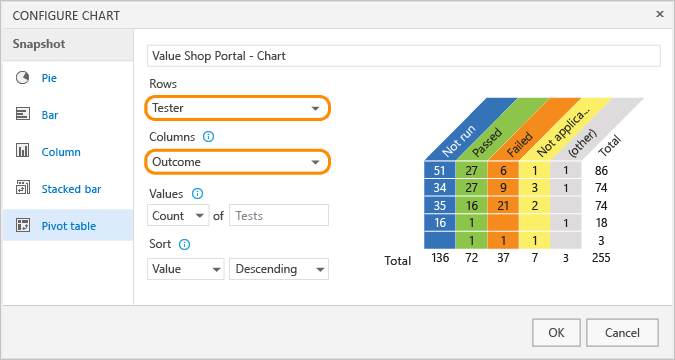 CONFIGURE CHART
Snapshot
Pie
Bar
Column
Stacked bar
Pivot table
Value Shop Portal - Chart
Rows
Tester
Columns
Outcome
Values
Count of Tests
Sort
Value Descending
Not run Passed Failed Not applica... (other) Total
51 27 6 1 1 86
34 27 9 3 1 74
35 16 21 2 74
16 1 1 18
1 1 1 3
Total 136 72 37 7 3 255
OK Cancel